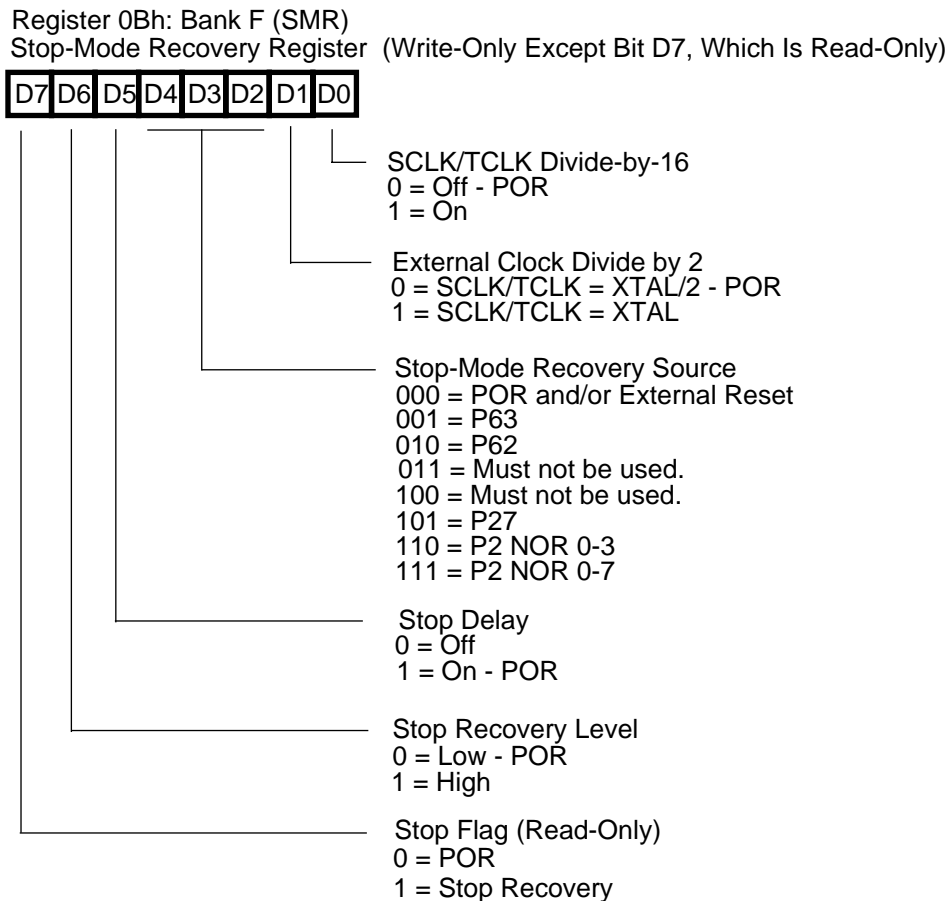 Register 0Bh: Bank F (SMR)
Stop-Mode Recovery Register (Write-Only Except Bit D7, Which Is Read-Only)
D7 D6 D5 D4 D3 D2 D1 D0
SCLK/TCLK Divide-by-16
0 = Off - POR
1 = On
External Clock Divide by 2
0 = SCLK/TCLK = XTAL/2 - POR
1 = SCLK/TCLK = XTAL
Stop-Mode Recovery Source
000 = POR and/or External Reset
001 = P63
010 = P62
011 = Must not be used.
100 = Must not be used.
101 = P27
110 = P2 NOR 0-3
111 = P2 NOR 0-7
Stop Delay
0 = Off
1 = On - POR
Stop Recovery Level
0 = Low - POR
1 = High
Stop Flag (Read-Only)
0 = POR
1 = Stop Recovery